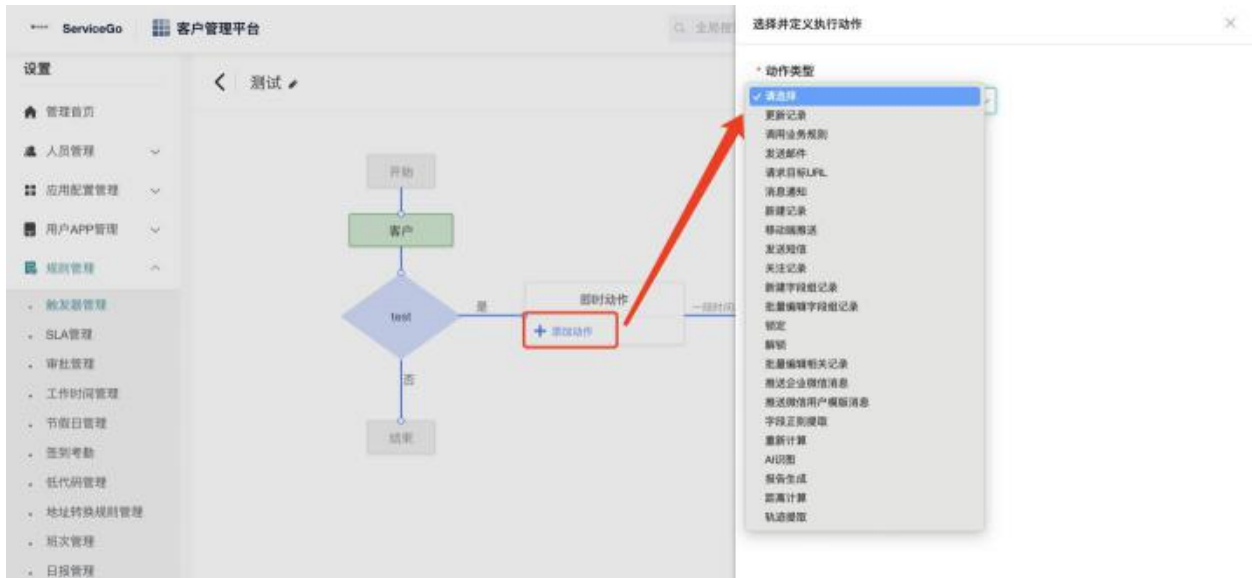 ServiceGo
客户管理平台
全局搜
设置
管理首页
人员管理
应用配置管理
用户APP管理
规则管理
触发器管理
SLA管理
审批管理
工作时间管理
节假日管理
签到考勤
低代码管理
地址转换规则管理
班次管理
日报管理
测试
开始
客户
test
是
否
结束
即时动作
添加动作
一段时间
选择并定义执行动作
* 动作类型
请选择
更新记录
调用业务规则
发送邮件
请求目标URL
消息通知
新建记录
移动端推送
发送短信
关注记录
新建字段组记录
批量编辑字段组记录
锁定
解锁
批量编辑相关记录
推送企业微信消息
推送微信用户模版消息
字段正则提取
重新计算
AI识图
报告生成
距离计算
轨迹提取